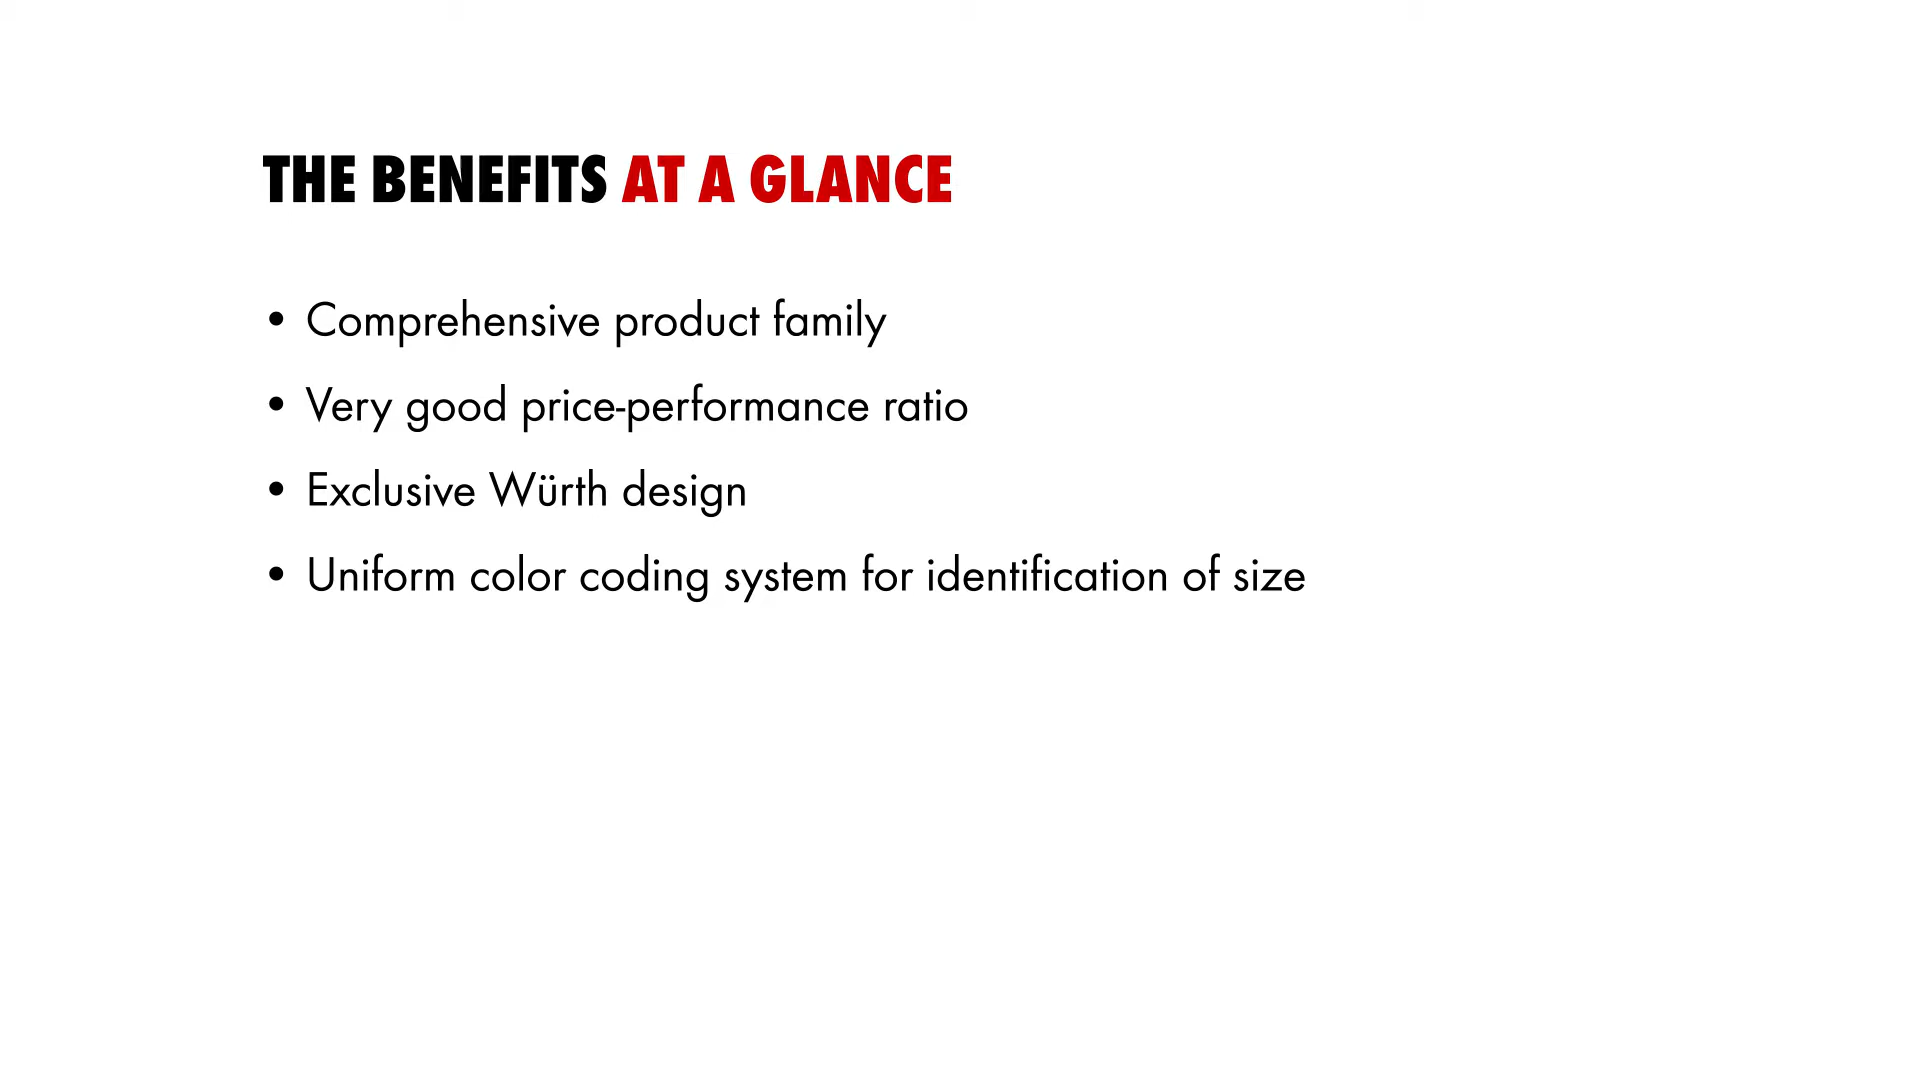 THE BENEFITS AT A GLANCE
• Comprehensive product family
• Very good price-performance ratio
• Exclusive Würth design
• Uniform color coding system for identification of size